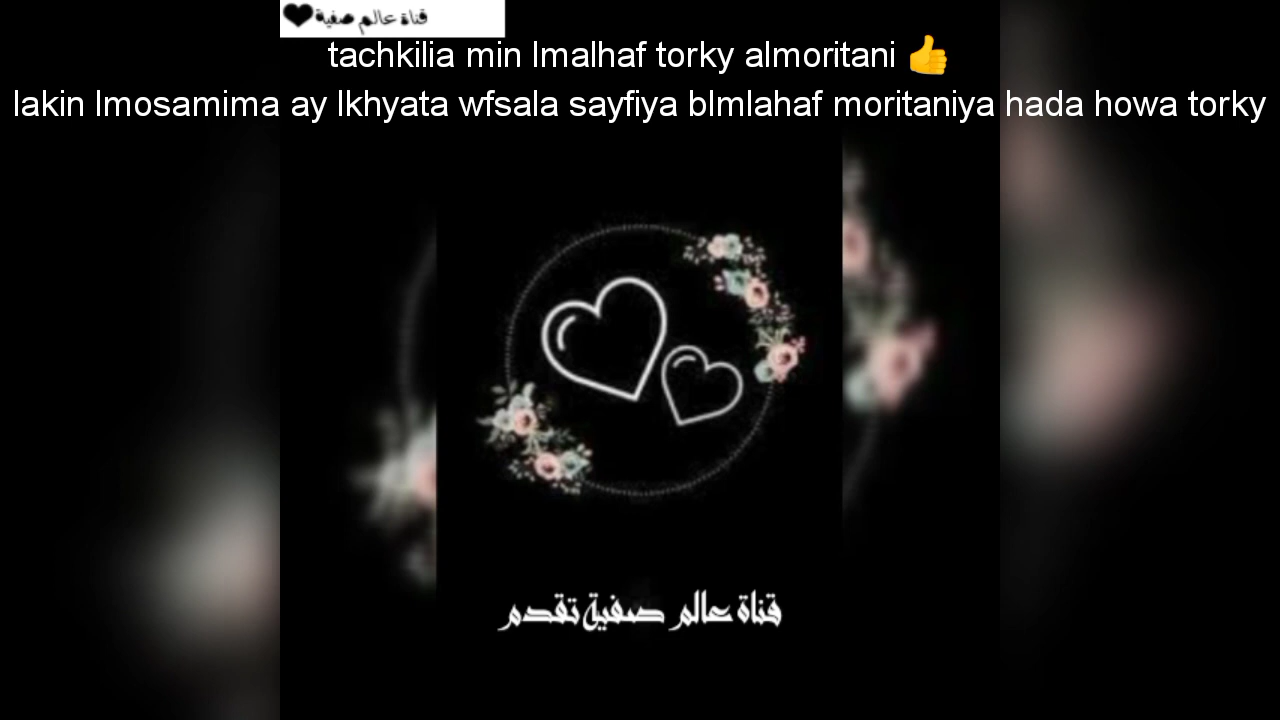 قناة عالم صفية🖤
tachkilia min lmalhaf torky almoritani 👍
lakin lmosamima ay lkhyata wfsala sayfiya blmlahaf moritaniya hada howa torky
قناة عالم صفية تقدم